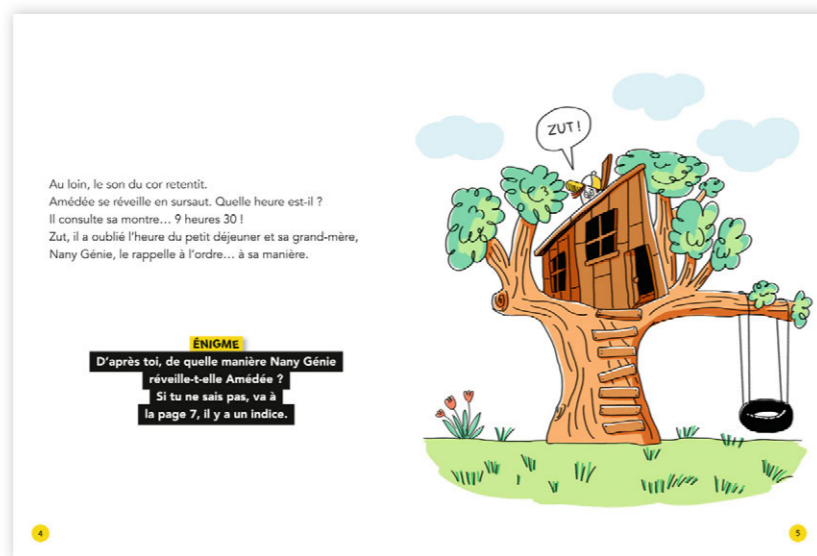 Au loin, le son du cor retentit.
Amédée se réveille en sursaut. Quelle heure est-il ?
Il consulte sa montre… 9 heures 30 !
Zut, il a oublié l’heure du petit déjeuner et sa grand-mère,
Nany Génie, le rappelle à l’ordre… à sa manière.
ÉNIGME
D’après toi, de quelle manière Nany Génie
réveille-t-elle Amédée ?
Si tu ne sais pas, va à
la page 7, il y a un indice.
4
ZUT !
5